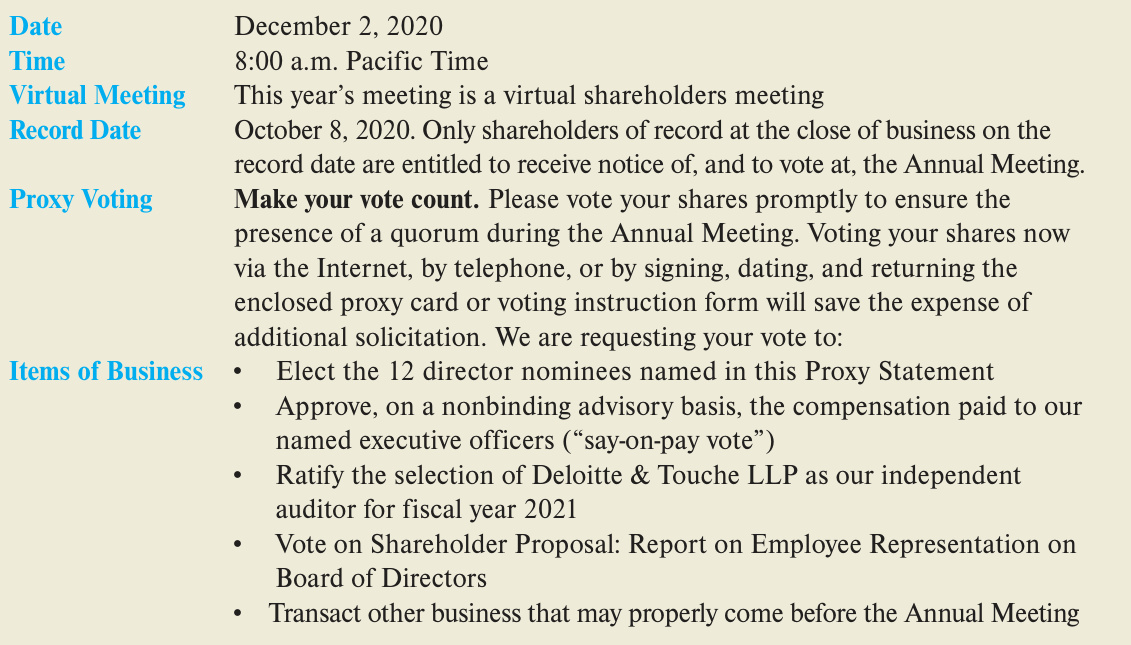 Date December 2, 2020
Time 8:00 a.m. Pacific Time
Virtual Meeting This year’s meeting is a virtual shareholders meeting
Record Date October 8, 2020. Only shareholders of record at the close of business on the
record date are entitled to receive notice of, and to vote at, the Annual Meeting.
Proxy Voting Make your vote count. Please vote your shares promptly to ensure the
presence of a quorum during the Annual Meeting. Voting your shares now
via the Internet, by telephone, or by signing, dating, and returning the
enclosed proxy card or voting instruction form will save the expense of
additional solicitation. We are requesting your vote to:
Items of Business • Elect the 12 director nominees named in this Proxy Statement
• Approve, on a nonbinding advisory basis, the compensation paid to our
named executive officers (“say-on-pay vote”)
• Ratify the selection of Deloitte & Touche LLP as our independent
auditor for fiscal year 2021
• Vote on Shareholder Proposal: Report on Employee Representation on
Board of Directors
• Transact other business that may properly come before the Annual Meeting